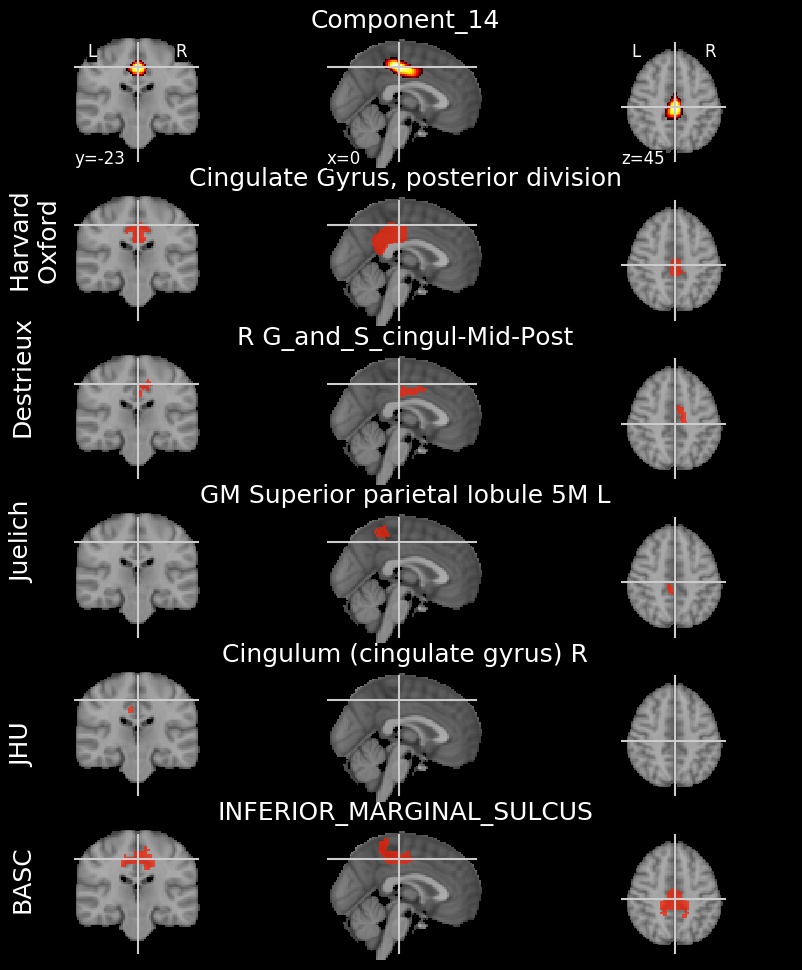 Component_14
L R L R
y=-23 x=0 z=45
Cingulate Gyrus, posterior division
Harvard
Oxford
R G_and_S_cingul-Mid-Post
Destrieux
GM Superior parietal lobule 5M L
Juelich
Cingulum (cingulate gyrus) R
JHU
INFERIOR_MARGINAL_SULCUS
BASC